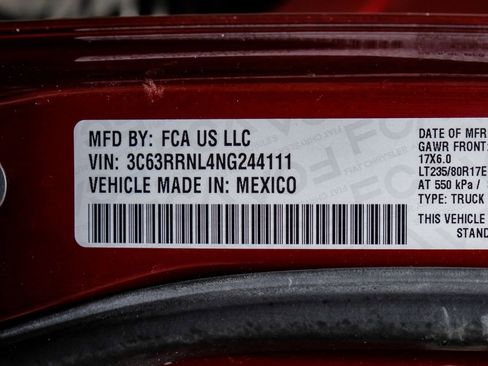 MFD BY: FCA US LLC
VIN: 3C63RRNL4NG244111
VEHICLE MADE IN: MEXICO
DATE OF MFR
GAWR FRONT:
17X6.0
LT235/80R17E
AT 550 kPa /
TYPE: TRUCK
THIS VEHICLE
STAND